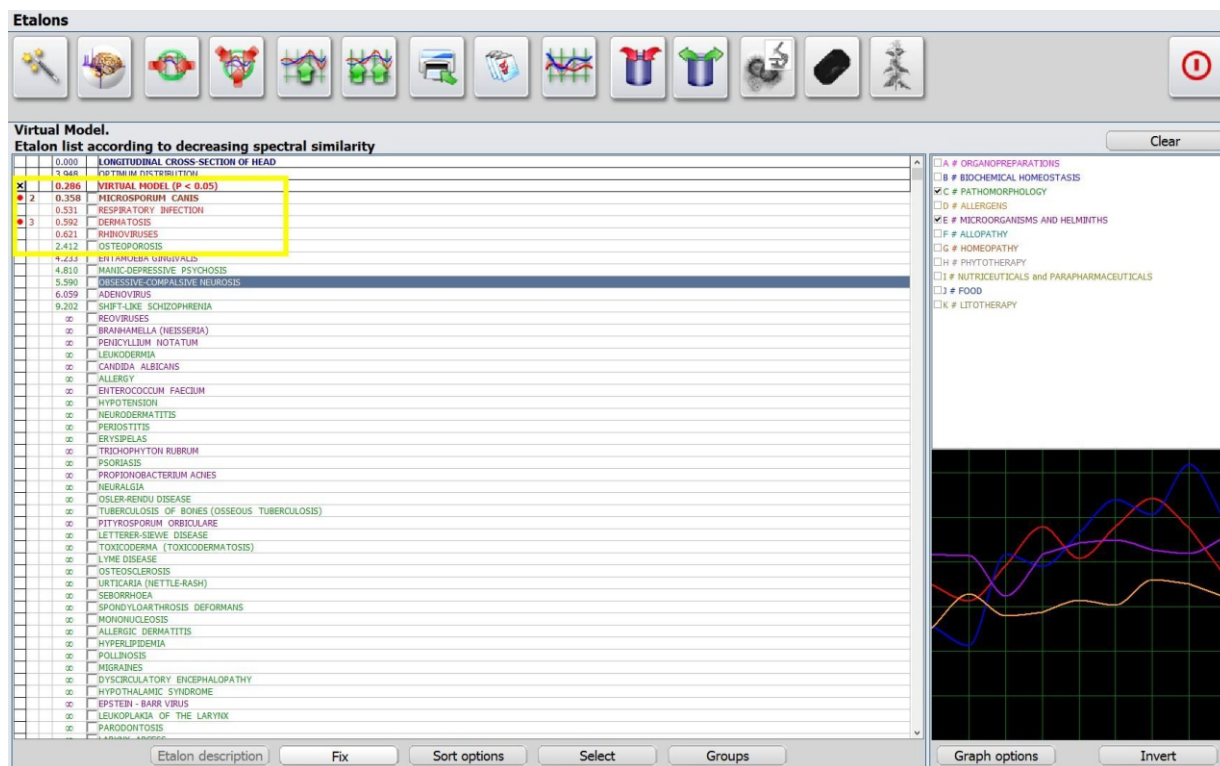 Etalons
Virtual Model.
Etalon list according to decreasing spectral similarity
Clear
0.000 LONGITUDINAL CROSS-SECTION OF HEAD
3.948 OPTIMUM DISTRIBUTION
× 0.286 VIRTUAL MODEL (P < 0.05)
2 0.358 MICROSPORUM CANIS
0.531 RESPIRATORY INFECTION
3 0.592 DERMATOSIS
0.621 RHINOVIRUSES
2.412 OSTEOPOROSIS
4.233 ENTAMOEBA GINGIVALIS
4.810 MANIC-DEPRESSIVE PSYCHOSIS
5.590 OBSESSIVE-COMPALSIVE NEUROSIS
6.059 ADENOVIRUS
9.202 SHIFT-LIKE SCHIZOPHRENIA
∞ REOVIRUSES
∞ BRANHAMELLA (NEISSERIA)
∞ PENICYLLIUM NOTATUM
∞ LEUKODERMIA
∞ CANDIDA ALBICANS
∞ ALLERGY
∞ ENTEROCOCCUM FAECIUM
∞ HYPOTENSION
∞ NEURODERMATITIS
∞ PERIOSTITIS
∞ ERYSIPELAS
∞ TRICHOPHYTON RUBRUM
∞ PSORIASIS
∞ PROPIONOBACTERIUM ACNES
∞ NEURALGIA
∞ OSLER-RENDU DISEASE
∞ TUBERCULOSIS OF BONES (OSSEOUS TUBERCULOSIS)
∞ PITYROSPORUM ORBICULARE
∞ LETTERER-SIEWE DISEASE
∞ TOXICODERMA (TOXICODERMATOSIS)
∞ LYME DISEASE
∞ OSTEOSCLEROSIS
∞ URTICARIA (NETTLE-RASH)
∞ SEBORRHOEA
∞ SPONDYLOARTHROSIS DEFORMANS
∞ MONONUCLEOSIS
∞ ALLERGIC DERMATITIS
∞ HYPERLIPIDEMIA
∞ POLLINOSIS
∞ MIGRAINES
∞ DYSCIRCULATORY ENCEPHALOPATHY
∞ HYPOTHALAMIC SYNDROME
∞ EPSTEIN - BARR VIRUS
∞ LEUKOPLAKIA OF THE LARYNX
∞ PARODONTOSIS
A # ORGANOPREPARATIONS
B # BIOCHEMICAL HOMEOSTASIS
C # PATHOMORPHOLOGY
D # ALLERGENS
E # MICROORGANISMS AND HELMINTHS
F # ALLOPATHY
G # HOMEOPATHY
H # PHYTOTHERAPY
I # NUTRICEUTICALS and PARAPHARMACEUTICALS
J # FOOD
K # LITOTHERAPY
Etalon description
Fix
Sort options
Select
Groups
Graph options
Invert